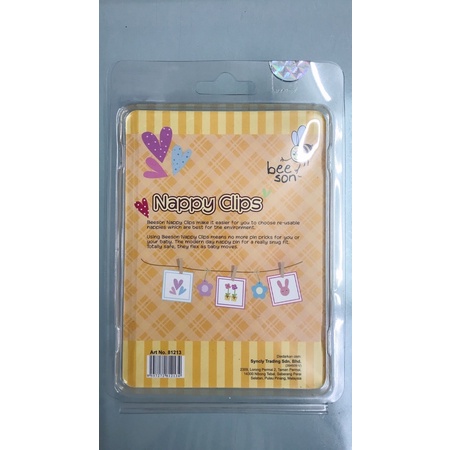 bee
son
Nappy Clips
Beeson Nappy Clips make it easier for you to choose re-usable
nappies which are best for the environment.
Using Beeson Nappy Clips means no more pin pricks for you or
your baby. The modern day nappy pin for a really snug fit,
totally safe, they flex as baby moves.
Art No. 81213
Synoly Trading Sdn. Bhd.